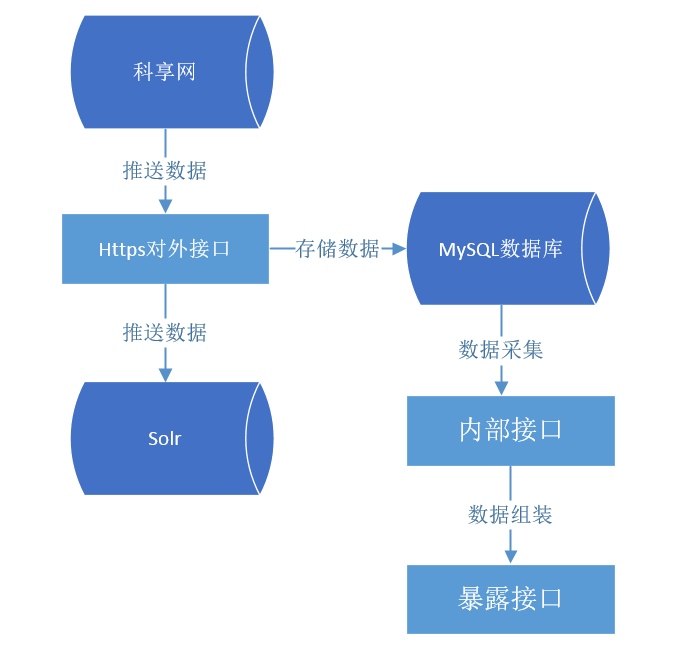 科享网
推送数据
Https对外接口
存储数据
MySQL数据库
推送数据
数据采集
Solr
内部接口
数据组装
暴露接口